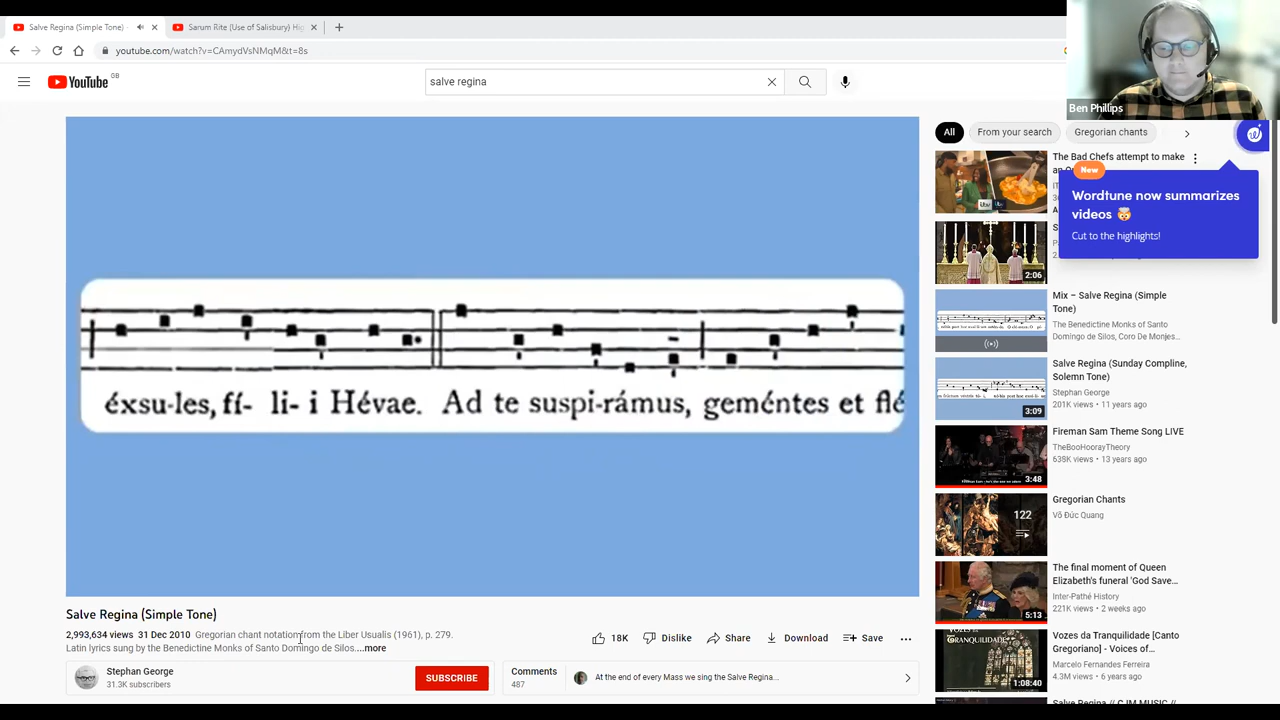 Salve Regina (Simple Tone)
Sarum Rite (Use of Salisbury) Hig
youtube.com/watch?v=CAmydVsNMqM&t=8s
YouTube GB
salve regina
Ben Phillips
All
From your search
Gregorian chants
The Bad Chefs attempt to make
New
Wordtune now summarizes
videos 🤯
Cut to the highlights!
2:06
éxsu-les, fí- li- i Hévæ. Ad te suspi-rámus, geméntes et flé
Mix – Salve Regina (Simple
Tone)
The Benedictine Monks of Santo
Domingo de Silos, Coro De Monjes...
Salve Regina (Sunday Compline,
Solemn Tone)
Stephan George
201K views • 11 years ago
3:09
Fireman Sam Theme Song LIVE
TheBooHoorayTheory
638K views • 13 years ago
3:48
Gregorian Chants
Võ Đúc Quang
122
The final moment of Queen
Elizabeth's funeral 'God Save...
Inter-Pathé History
221K views • 2 weeks ago
5:13
Vozes da Tranquilidade [Canto
Gregoriano] - Voices of...
Marcelo Fernandes Ferreira
4.3M views • 6 years ago
1:08:40
Salve Regina (Simple Tone)
2,993,634 views 31 Dec 2010 Gregorian chant notation from the Liber Usualis (1961), p. 279.
Latin lyrics sung by the Benedictine Monks of Santo Domingo de Silos....more
18K
Dislike
Share
Download
Save
Stephan George
31.3K subscribers
SUBSCRIBE
Comments
487
At the end of every Mass we sing the Salve Regina...